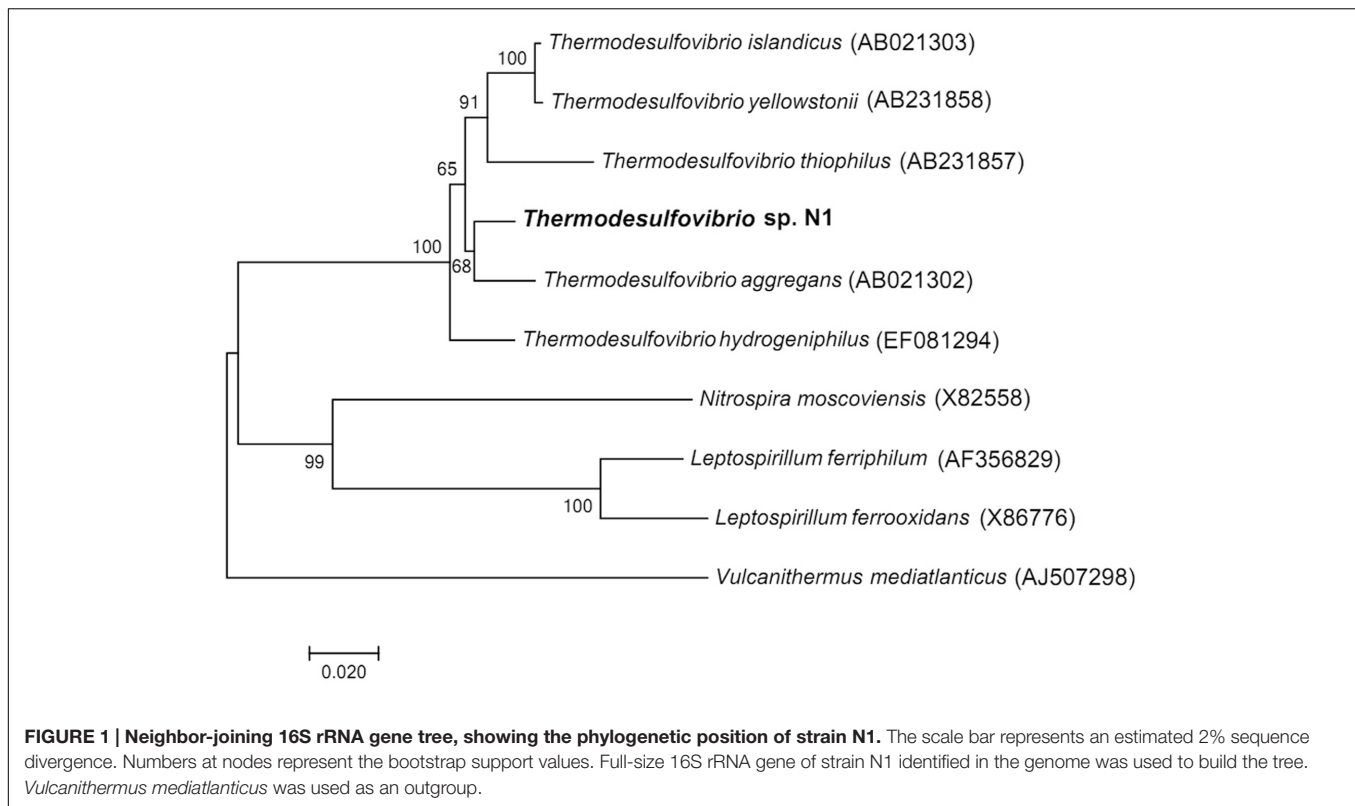 Thermodesulfovibrio islandicus (AB021303)
100
Thermodesulfovibrio yellowstonii (AB231858)
91
Thermodesulfovibrio thiophilus (AB231857)
65
Thermodesulfovibrio sp. N1
100
68
Thermodesulfovibrio aggregans (AB021302)
Thermodesulfovibrio hydrogeniphilus (EF081294)
Nitrospira moscoviensis (X82558)
99
Leptospirillum ferriphilum (AF356829)
100
Leptospirillum ferrooxidans (X86776)
Vulcanithermus mediatlanticus (AJ507298)
0.020
FIGURE 1 | Neighbor-joining 16S rRNA gene tree, showing the phylogenetic position of strain N1. The scale bar represents an estimated 2% sequence
divergence. Numbers at nodes represent the bootstrap support values. Full-size 16S rRNA gene of strain N1 identified in the genome was used to build the tree.
Vulcanithermus mediatlanticus was used as an outgroup.